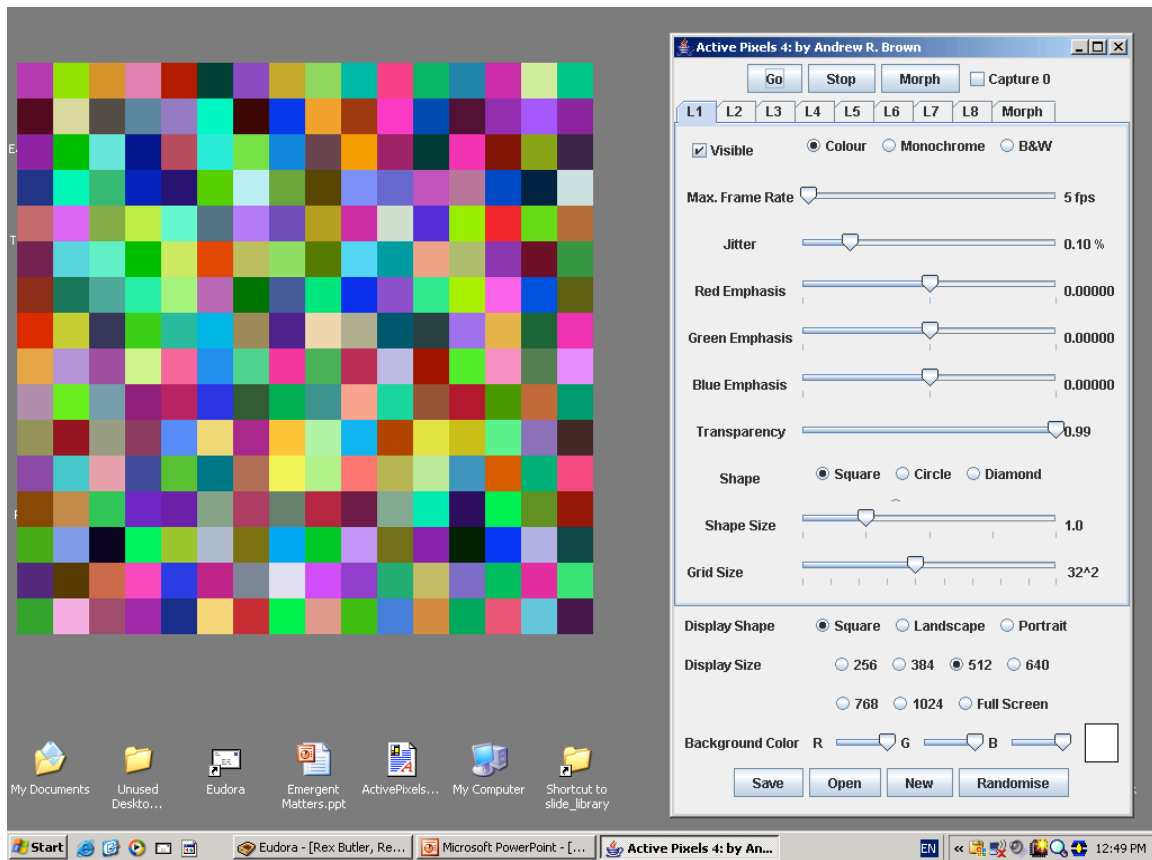 Active Pixels 4: by Andrew R. Brown
Go Stop Morph Capture 0
L1 L2 L3 L4 L5 L6 L7 L8 Morph
Visible Colour Monochrome B&W
Max. Frame Rate 5 fps
Jitter 0.10 %
Red Emphasis 0.00000
Green Emphasis 0.00000
Blue Emphasis 0.00000
Transparency 0.99
Shape Square Circle Diamond
Shape Size 1.0
Grid Size 32^2
Display Shape Square Landscape Portrait
Display Size 256 384 512 640
768 1024 Full Screen
Background Color R G B
Save Open New Randomise
My Documents
Unused
Deskto...
Eudora
Emergent
Matters.ppt
ActivePixels...
My Computer
Shortcut to
slide_library
Start
Eudora - [Rex Butler, Re...
Microsoft PowerPoint - [...
Active Pixels 4: by An...
EN
12:49 PM